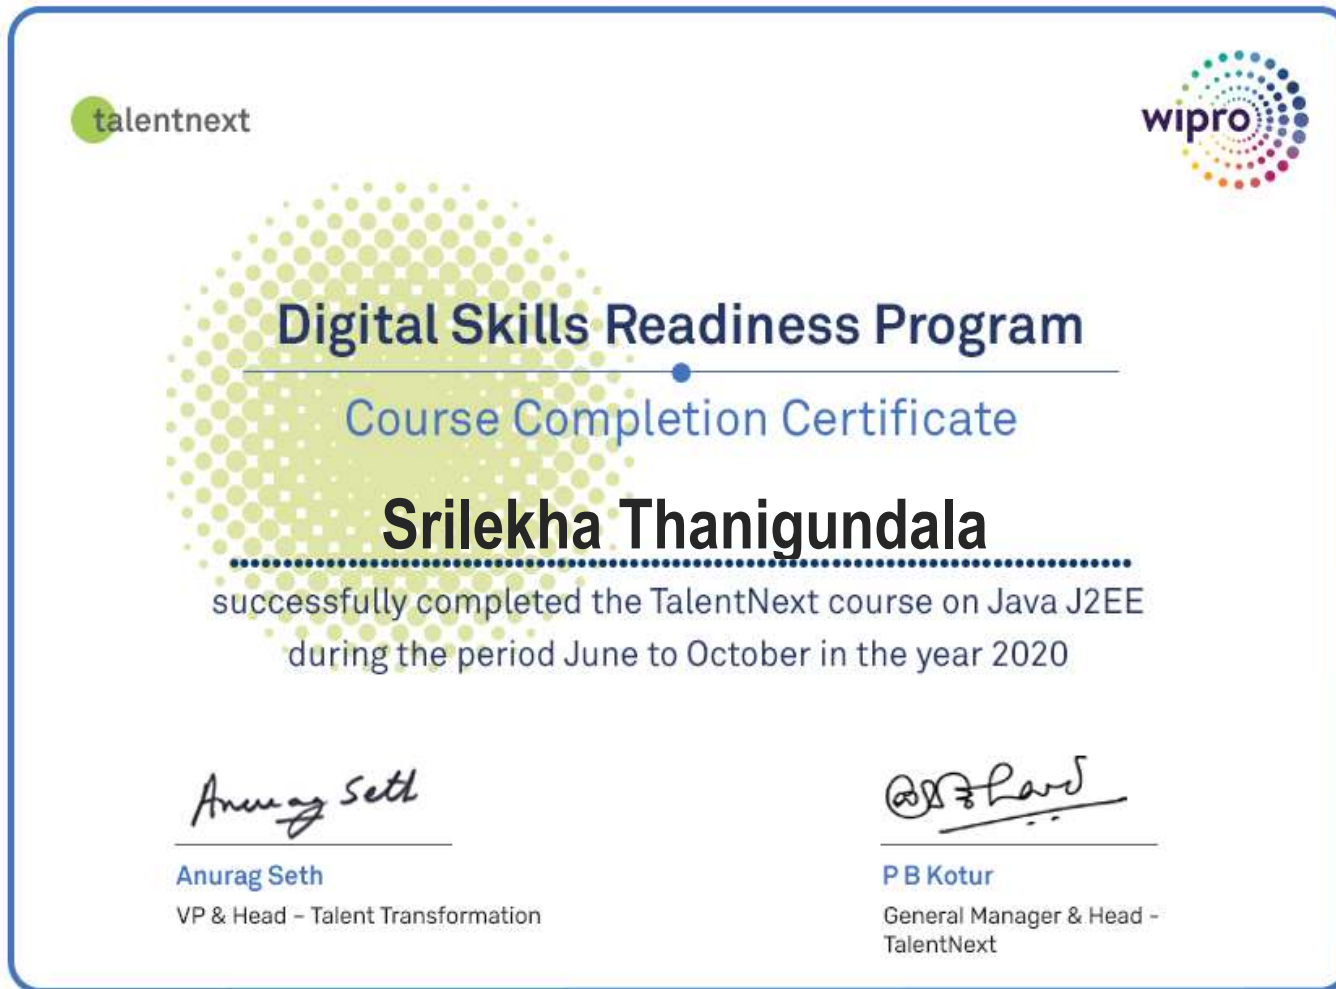 talentnext
wipro
Digital Skills Readiness Program
Course Completion Certificate
Srilekha Thanigundala
successfully completed the TalentNext course on Java J2EE
during the period June to October in the year 2020
Anurag Seth
Anurag Seth
P B Kotur
VP & Head – Talent Transformation
General Manager & Head -
TalentNext